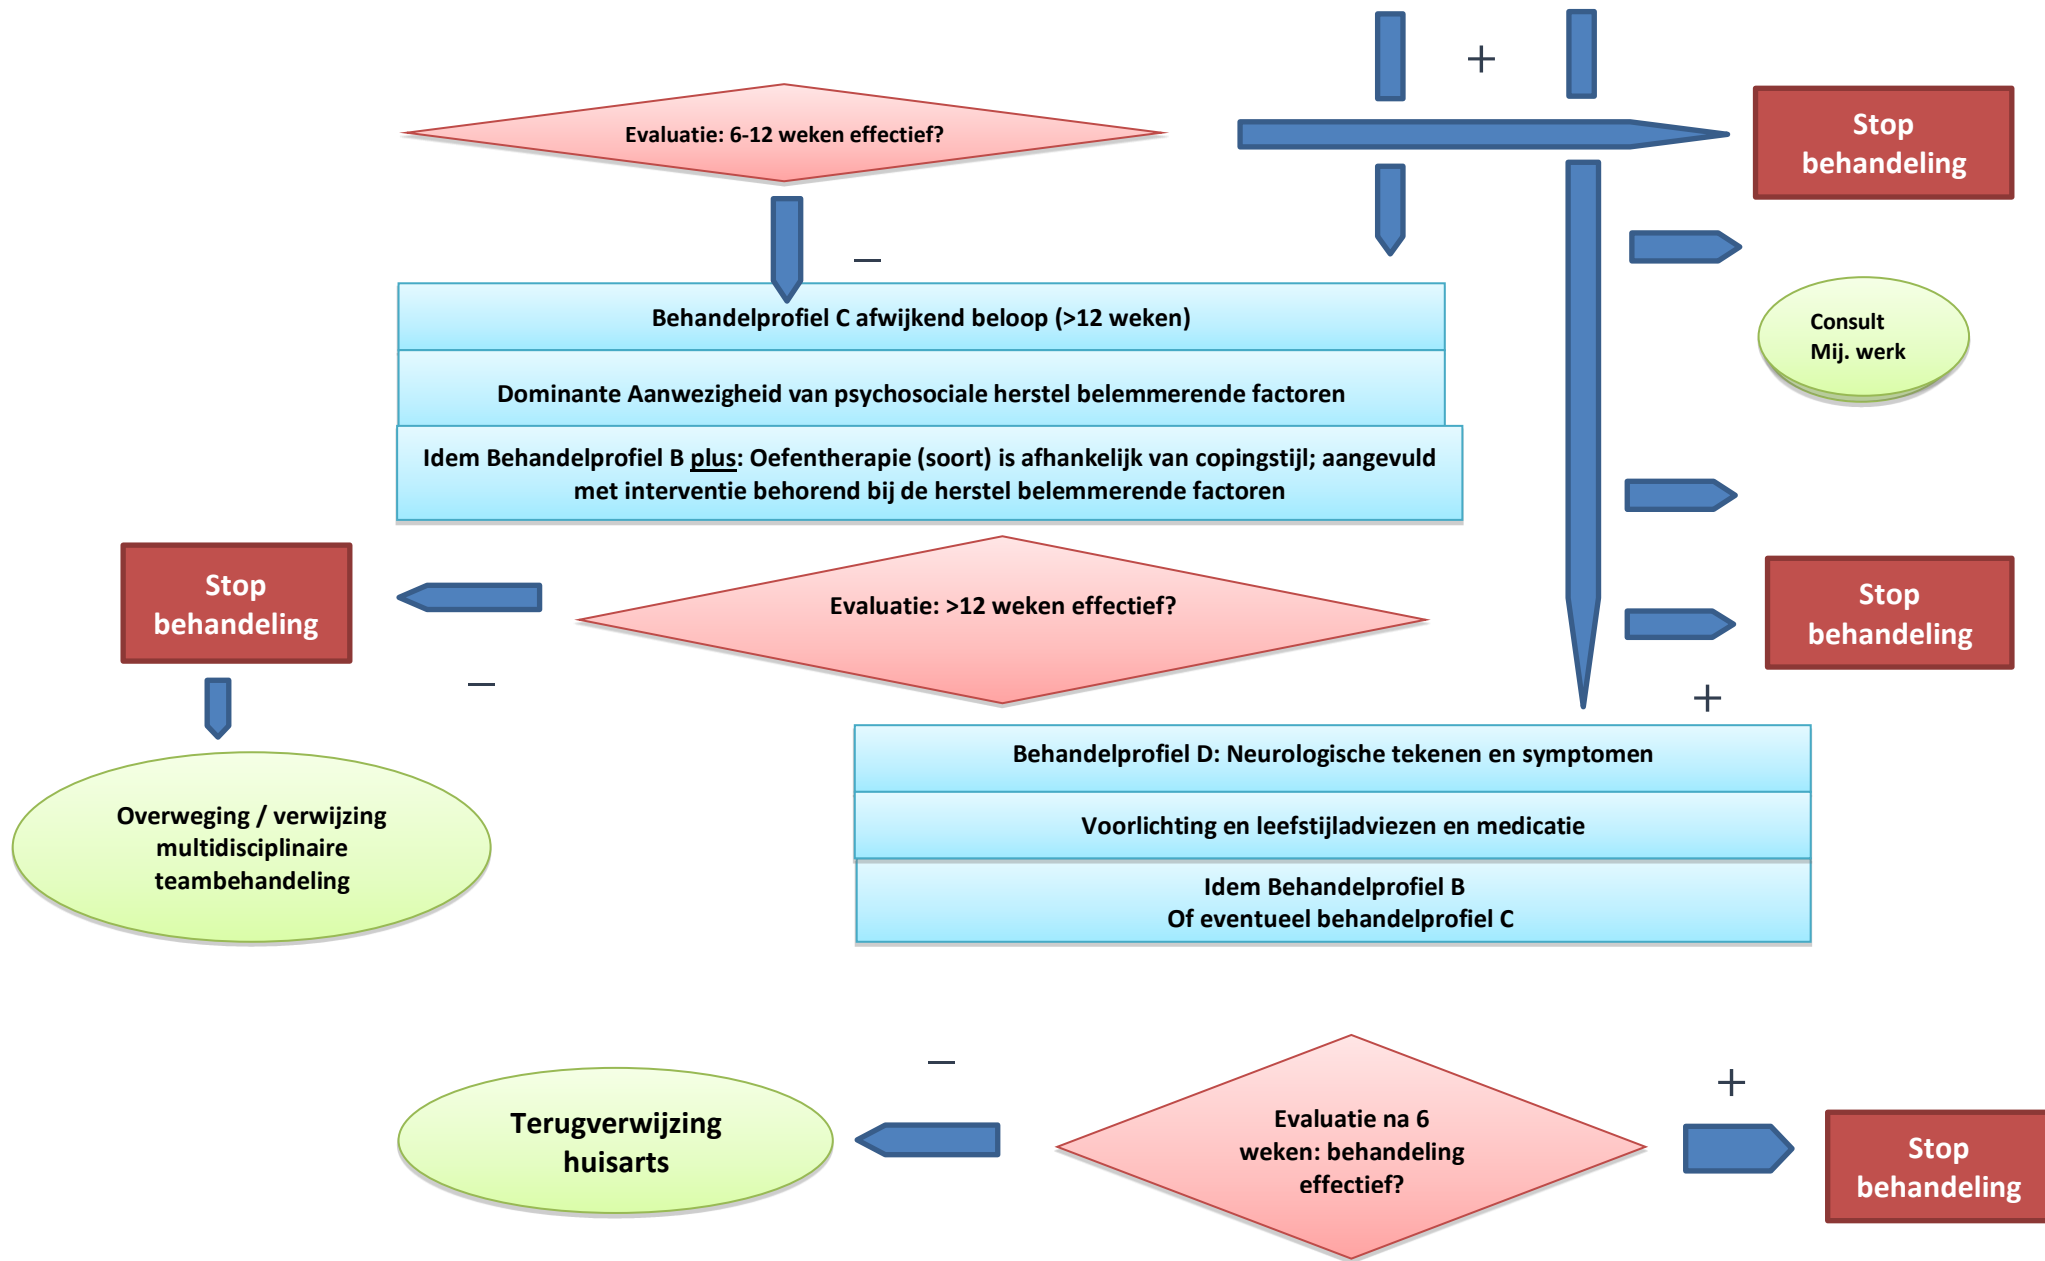 +
Stop
behandeling
Evaluatie: 6-12 weken effectief?
–
Consult
Mij. werk
Behandelprofiel C afwijkend beloop (>12 weken)
Dominante Aanwezigheid van psychosociale herstel belemmerende factoren
Idem Behandelprofiel B plus: Oefentherapie (soort) is afhankelijk van copingstijl; aangevuld
met interventie behorend bij de herstel belemmerende factoren
Stop
behandeling
Evaluatie: >12 weken effectief?
Stop
behandeling
–
+
Behandelprofiel D: Neurologische tekenen en symptomen
Voorlichting en leefstijladviezen en medicatie
Idem Behandelprofiel B
Of eventueel behandelprofiel C
Overweging / verwijzing
multidisciplinaire
teambehandeling
–
+
Terugverwijzing
huisarts
Evaluatie na 6
weken: behandeling
effectief?
Stop
behandeling